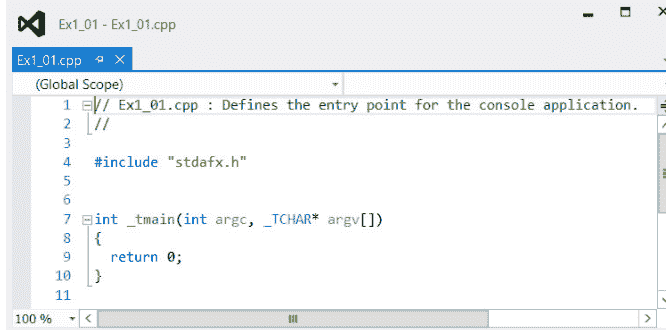 Ex1_01 - Ex1_01.cpp
Ex1_01.cpp
(Global Scope)
1 // Ex1_01.cpp : Defines the entry point for the console application.
2 //
3
4 #include "stdafx.h"
5
6
7 int _tmain(int argc, _TCHAR* argv[])
8 {
9 return 0;
10 }
11
100 %